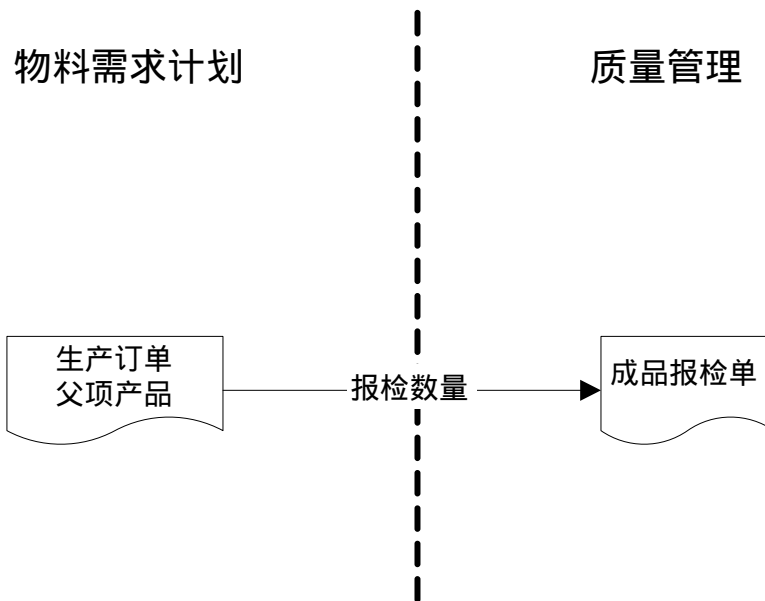 物料需求计划
质量管理
生产订单
父项产品
报检数量
成品报检单